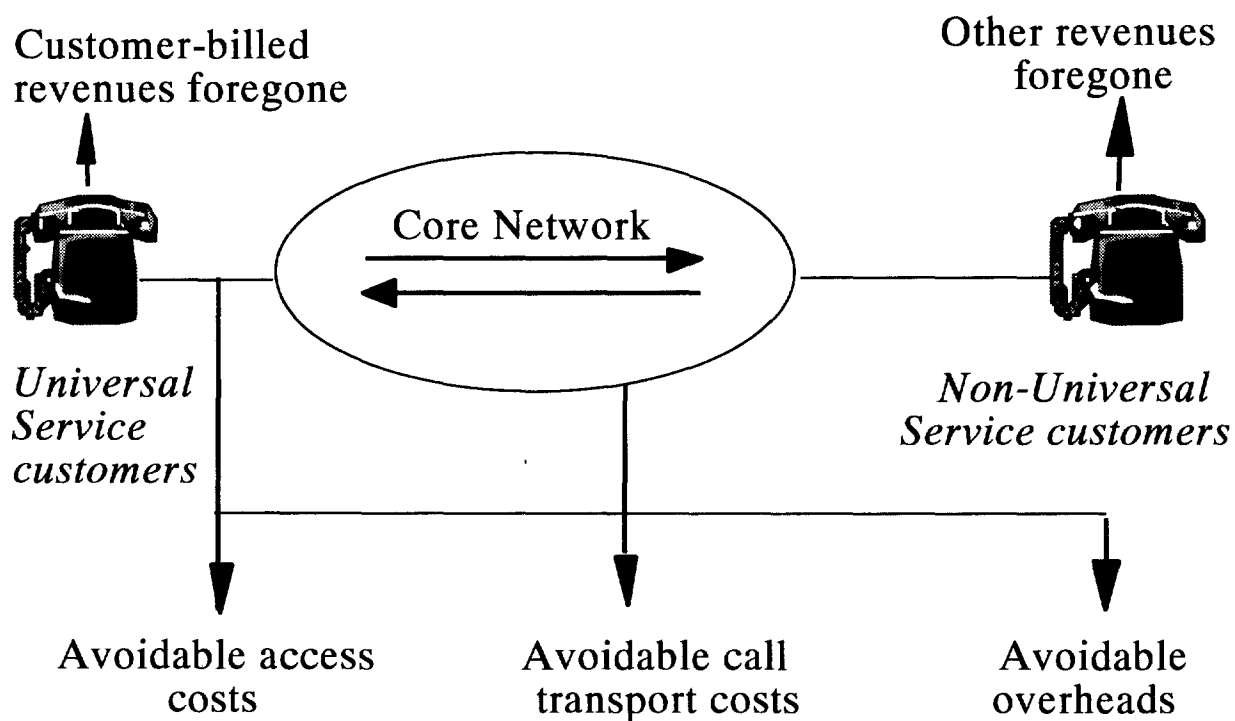 Customer-billed
revenues foregone
Other revenues
foregone
Core Network
Universal
Service
customers
Non-Universal
Service customers
Avoidable access
costs
Avoidable call
transport costs
Avoidable
overheads